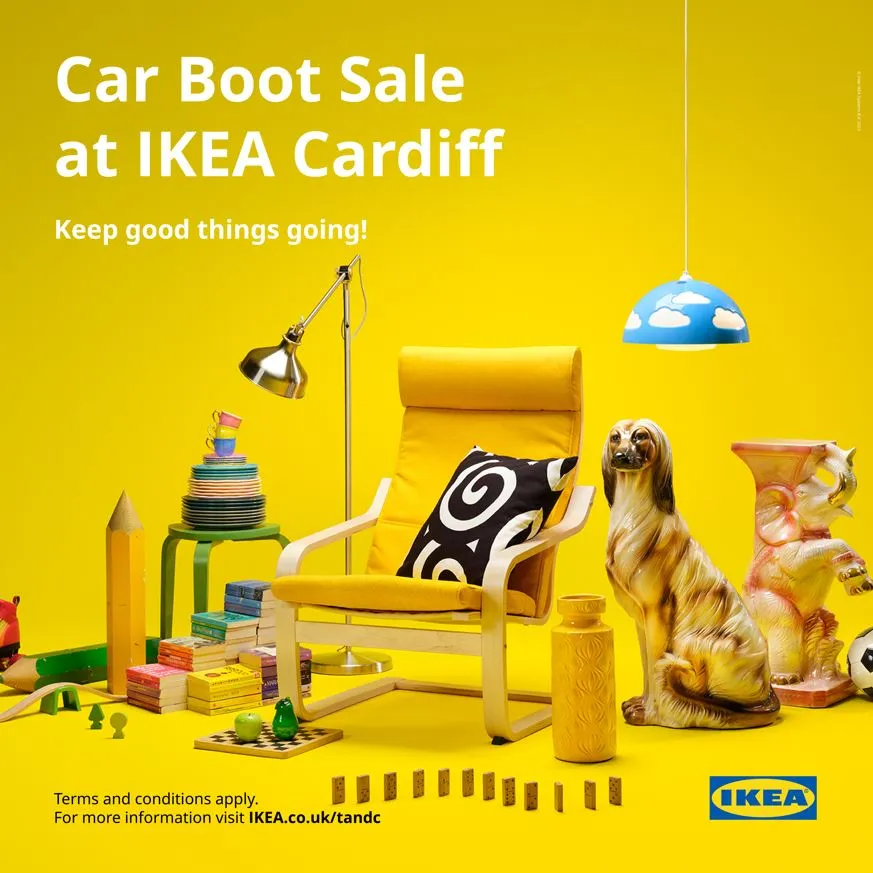 Car Boot Sale
at IKEA Cardiff
Keep good things going!
Terms and conditions apply.
For more information visit IKEA.co.uk/tandc
IKEA